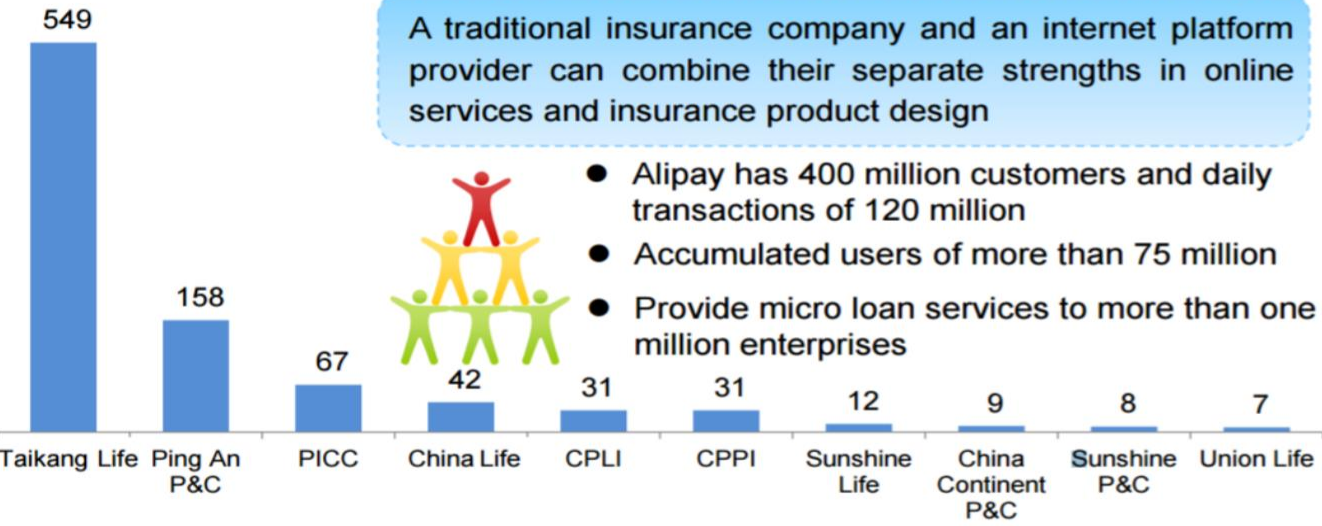 549
A traditional insurance company and an internet platform
provider can combine their separate strengths in online
services and insurance product design
● Alipay has 400 million customers and daily
transactions of 120 million
● Accumulated users of more than 75 million
● Provide micro loan services to more than one
million enterprises
158
67
42
31
31
12
9
8
7
Taikang Life
Ping An
P&C
PICC
China Life
CPLI
CPPI
Sunshine
Life
China
Continent
P&C
Sunshine
P&C
Union Life